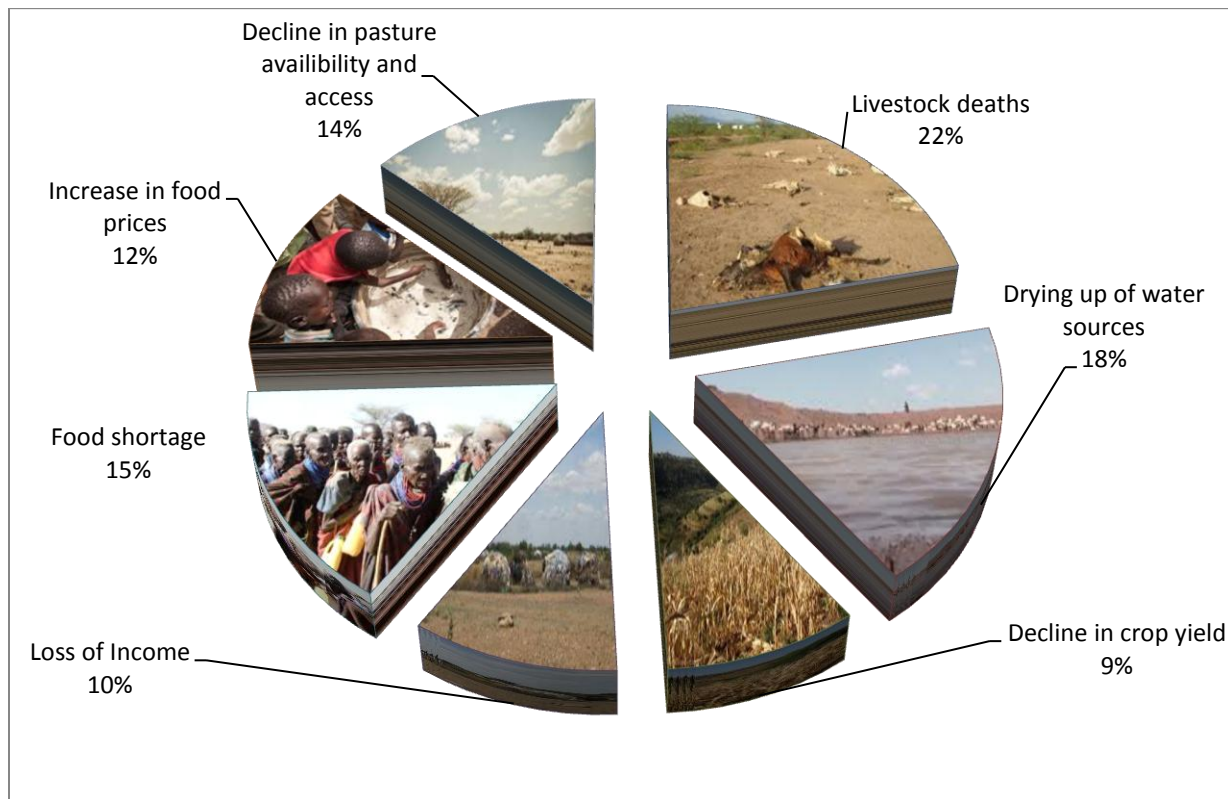 Decline in pasture
availibility and
access
14%
Livestock deaths
22%
Increase in food
prices
12%
Drying up of water
sources
18%
Food shortage
15%
Loss of Income
10%
Decline in crop yield
9%